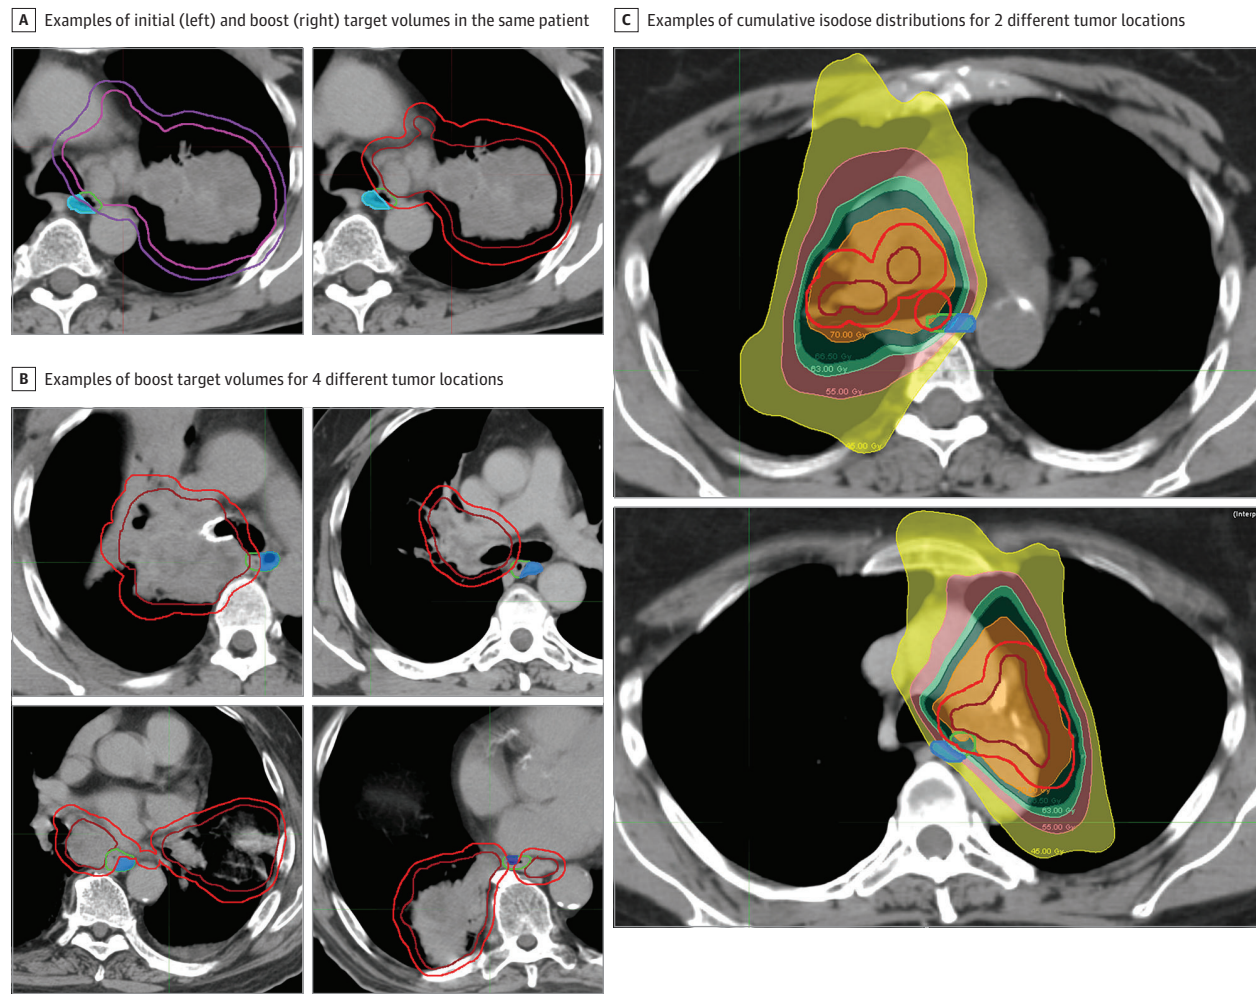 A Examples of initial (left) and boost (right) target volumes in the same patient
B Examples of boost target volumes for 4 different tumor locations
C Examples of cumulative isodose distributions for 2 different tumor locations
70.00 Gy
66.50 Gy
63.00 Gy
55.00 Gy
45.00 Gy
(Interp
63.00 Gy
55.00 Gy
45.00 Gy